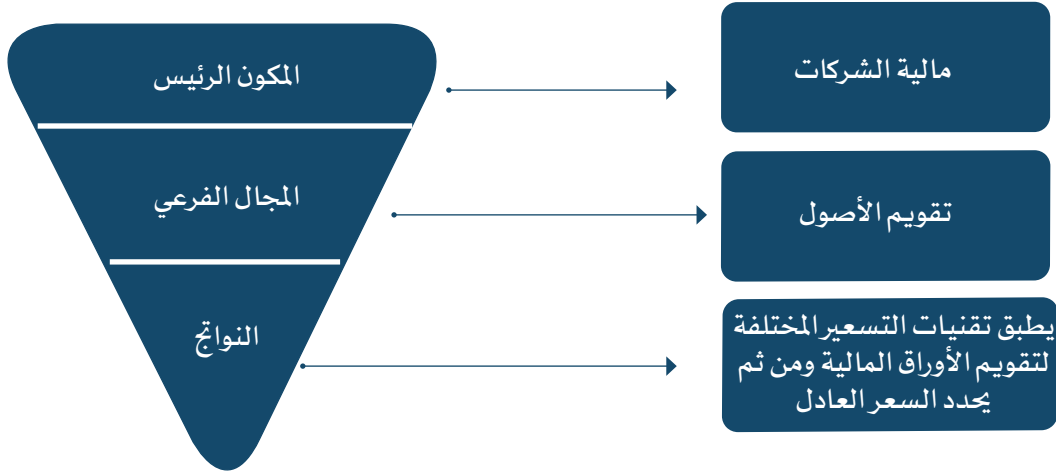 المكون الرئيس
مالية الشركات
المجال الفرعي
تقويم الأصول
النواتج
يطبق تقنيات التسعير المختلفة
لتقويم الأوراق المالية ومن ثم
يحدد السعر العادل